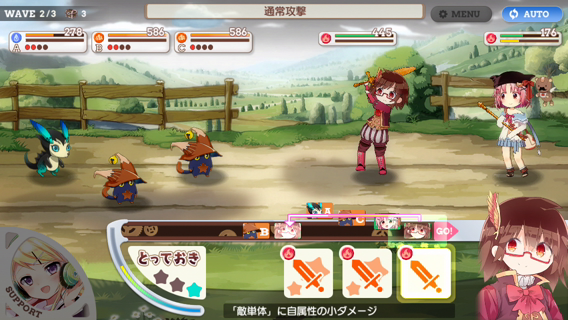 WAVE 2/3 3
通常攻撃
MENU
AUTO
278
A
586
B
586
C
445
176
B
A
C
GO!
とっておき
SUPPORT
「敵単体」に自属性の小ダメージ